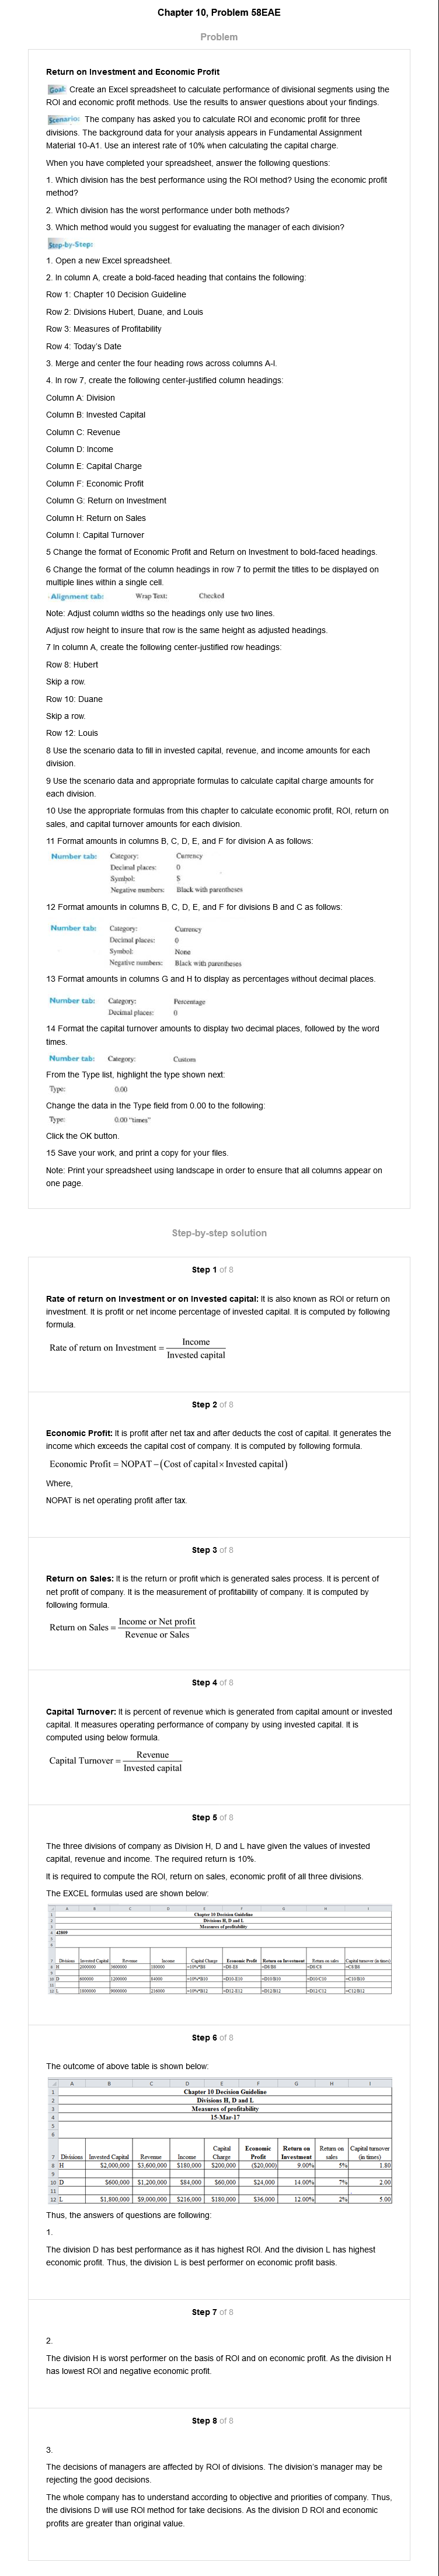 Chapter 10, Problem 58EAE
Problem
Return on Investment and Economic Profit
Goal: Create an Excel spreadsheet to calculate performance of divisional segments using the
ROI and economic profit methods. Use the results to answer questions about your findings.
Scenario: The company has asked you to calculate ROI and economic profit for three
divisions. The background data for your analysis appears in Fundamental Assignment
Material 10-A1. Use an interest rate of 10% when calculating the capital charge.
When you have completed your spreadsheet, answer the following questions:
1. Which division has the best performance using the ROI method? Using the economic profit
method?
2. Which division has the worst performance under both methods?
3. Which method would you suggest for evaluating the manager of each division?
Step-by-Step:
1. Open a new Excel spreadsheet.
2. In column A, create a bold-faced heading that contains the following:
Row 1: Chapter 10 Decision Guideline
Row 2: Divisions Hubert, Duane, and Louis
Row 3: Measures of Profitability
Row 4: Today's Date
3. Merge and center the four heading rows across columns A-I.
4. In row 7, create the following center-justified column headings:
Column A: Division
Column B: Invested Capital
Column C: Revenue
Column D: Income
Column E: Capital Charge
Column F: Economic Profit
Column G: Return on Investment
Column H: Return on Sales
Column I: Capital Turnover
5 Change the format of Economic Profit and Return on Investment to bold-faced headings.
6 Change the format of the column headings in row 7 to permit the titles to be displayed on
multiple lines within a single cell.
Alignment tab: Wrap Text: Checked
Note: Adjust column widths so the headings only use two lines.
Adjust row height to insure that row is the same height as adjusted headings.
7 In column A, create the following center-justified row headings:
Row 8: Hubert
Skip a row.
Row 10: Duane
Skip a row.
Row 12: Louis
8 Use the scenario data to fill in invested capital, revenue, and income amounts for each
division.
9 Use the scenario data and appropriate formulas to calculate capital charge amounts for
each division.
10 Use the appropriate formulas from this chapter to calculate economic profit, ROI, return on
sales, and capital turnover amounts for each division.
11 Format amounts in columns B, C, D, E, and F for division A as follows:
Number tab: Category: Currency
Decimal places: 0
Symbol: $
Negative numbers: Black with parentheses
12 Format amounts in columns B, C, D, E, and F for divisions B and C as follows:
Number tab: Category: Currency
Decimal places: 0
Symbol: None
Negative numbers: Black with parentheses
13 Format amounts in columns G and H to display as percentages without decimal places.
Number tab: Category: Percentage
Decimal places: 0
14 Format the capital turnover amounts to display two decimal places, followed by the word
times.
Number tab: Category: Custom
From the Type list, highlight the type shown next:
Type: 0.00
Change the data in the Type field from 0.00 to the following:
Type: 0.00 "times"
Click the OK button.
15 Save your work, and print a copy for your files.
Note: Print your spreadsheet using landscape in order to ensure that all columns appear on
one page.
Step-by-step solution
Step 1 of 8
Rate of return on Investment or on Invested capital: It is also known as ROI or return on
investment. It is profit or net income percentage of invested capital. It is computed by following
formula.
Rate of return on Investment = Income / Invested capital
Step 2 of 8
Economic Profit: It is profit after net tax and after deducts the cost of capital. It generates the
income which exceeds the capital cost of company. It is computed by following formula.
Economic Profit = NOPAT − (Cost of capital × Invested capital)
Where,
NOPAT is net operating profit after tax.
Step 3 of 8
Return on Sales: It is the return or profit which is generated sales process. It is percent of
net profit of company. It is the measurement of profitability of company. It is computed by
following formula.
Return on Sales = Income or Net profit / Revenue or Sales
Step 4 of 8
Capital Turnover: It is percent of revenue which is generated from capital amount or invested
capital. It measures operating performance of company by using invested capital. It is
computed using below formula.
Capital Turnover = Revenue / Invested capital
Step 5 of 8
The three divisions of company as Division H, D and L have given the values of invested
capital, revenue and income. The required return is 10%.
It is required to compute the ROI, return on sales, economic profit of all three divisions.
The EXCEL formulas used are shown below:
A B C D E F G H I
1 Chapter 10 Decision Guideline
2 Divisions H, D and L
3 Measures of profitability
4 42809
5
6
7 Divisions Invested Capital Revenue Income Capital Charge Economic Profit Return on Investment Return on sales Capital turnover (in times)
8 H 2000000 3600000 180000 =10%*B8 =D8-E8 =D8/B8 =D8/C8 =C8/B8
9
10 D 600000 1200000 84000 =10%*B10 =D10-E10 =D10/B10 =D10/C10 =C10/B10
11
12 L 1800000 9000000 216000 =10%*B12 =D12-E12 =D12/B12 =D12/C12 =C12/B12
Step 6 of 8
The outcome of above table is shown below:
A B C D E F G H I
1 Chapter 10 Decision Guideline
2 Divisions H, D and L
3 Measures of profitability
4 15-Mar-17
5
6
Capital Economic Return on Return on Capital turnover
7 Divisions Invested Capital Revenue Income Charge Profit Investment sales (in times)
8 H $2,000,000 $3,600,000 $180,000 $200,000 ($20,000) 9.00% 5% 1.80
9
10 D $600,000 $1,200,000 $84,000 $60,000 $24,000 14.00% 7% 2.00
11
12 L $1,800,000 $9,000,000 $216,000 $180,000 $36,000 12.00% 2% 5.00
Thus, the answers of questions are following:
1.
The division D has best performance as it has highest ROI. And the division L has highest
economic profit. Thus, the division L is best performer on economic profit basis.
Step 7 of 8
2.
The division H is worst performer on the basis of ROI and on economic profit. As the division H
has lowest ROI and negative economic profit.
Step 8 of 8
3.
The decisions of managers are affected by ROI of divisions. The division's manager may be
rejecting the good decisions.
The whole company has to understand according to objective and priorities of company. Thus,
the divisions D will use ROI method for take decisions. As the division D ROI and economic
profits are greater than original value.